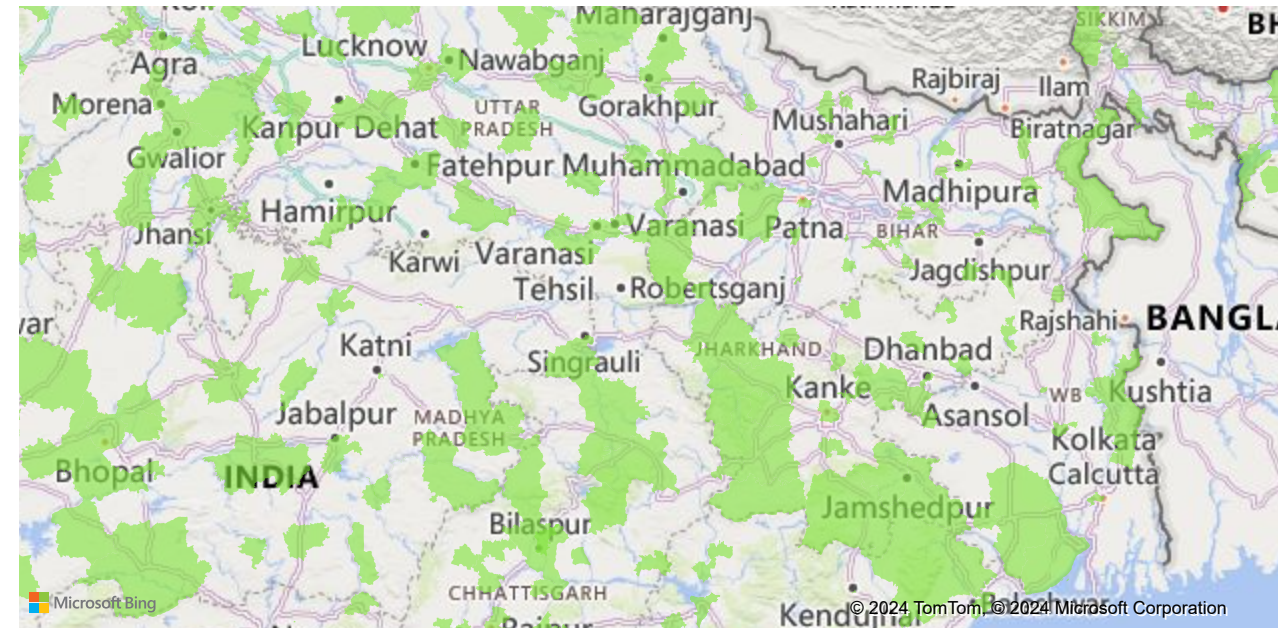 Maharajganj
SIKKIM
Lucknow
Nawabganj
Agra
Rajbiraj
Ilam
Morena
UTTAR
PRADESH
Gorakhpur
Mushahari
Biratnagar
Kanpur Dehat
Gwalior
Fatehpur
Muhammadabad
Madhipura
Hamirpur
Jhansi
Varanasi
Patna
BIHAR
Karwi
Varanasi
Tehsil
Robertsganj
Jagdishpur
Rajshahi
BANGL
Katni
Singrauli
JHARKHAND
Dhanbad
Kanke
WB
Kushtia
Jabalpur
MADHYA
PRADESH
Asansol
Kolkata
Calcutta
Bhopal
INDIA
Jamshedpur
Bilaspur
CHHATTISGARH
Microsoft Bing
Baleshwar
© 2024 TomTom, © 2024 Microsoft Corporation